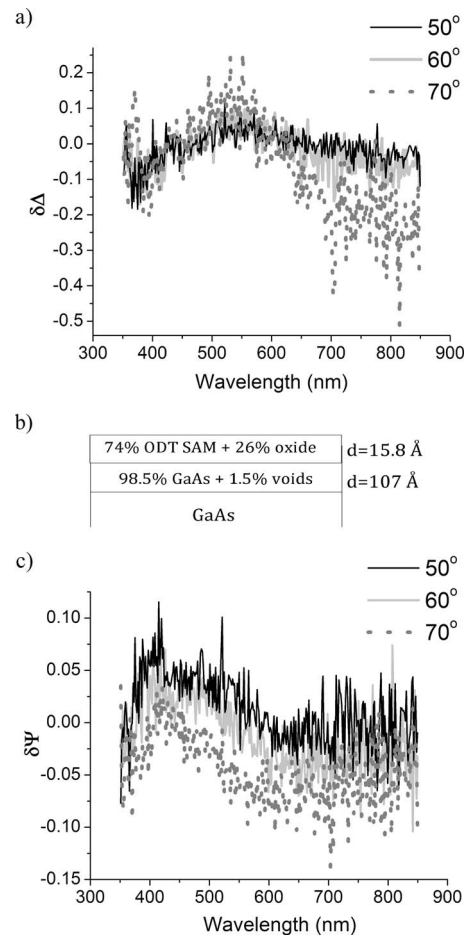 a)
50°
60°
70°
0.2
0.1
0.0
-0.1
-0.2
-0.3
-0.4
-0.5
δΔ
300 400 500 600 700 800 900
Wavelength (nm)
b)
74% ODT SAM + 26% oxide d=15.8 Å
98.5% GaAs + 1.5% voids d=107 Å
GaAs
c)
50°
60°
70°
0.10
0.05
0.00
-0.05
-0.10
-0.15
δΨ
300 400 500 600 700 800 900
Wavelength (nm)